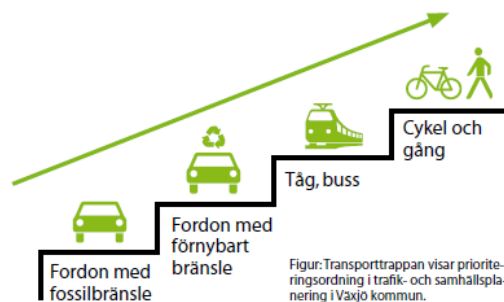 Cykel och
gång
Tåg, buss
Fordon med
förnybart
bränsle
Fordon med
fossilbränsle
Figur: Transporttrappan visar priorite-
ringsordning i trafik- och samhällspla-
nering i Växjö kommun.